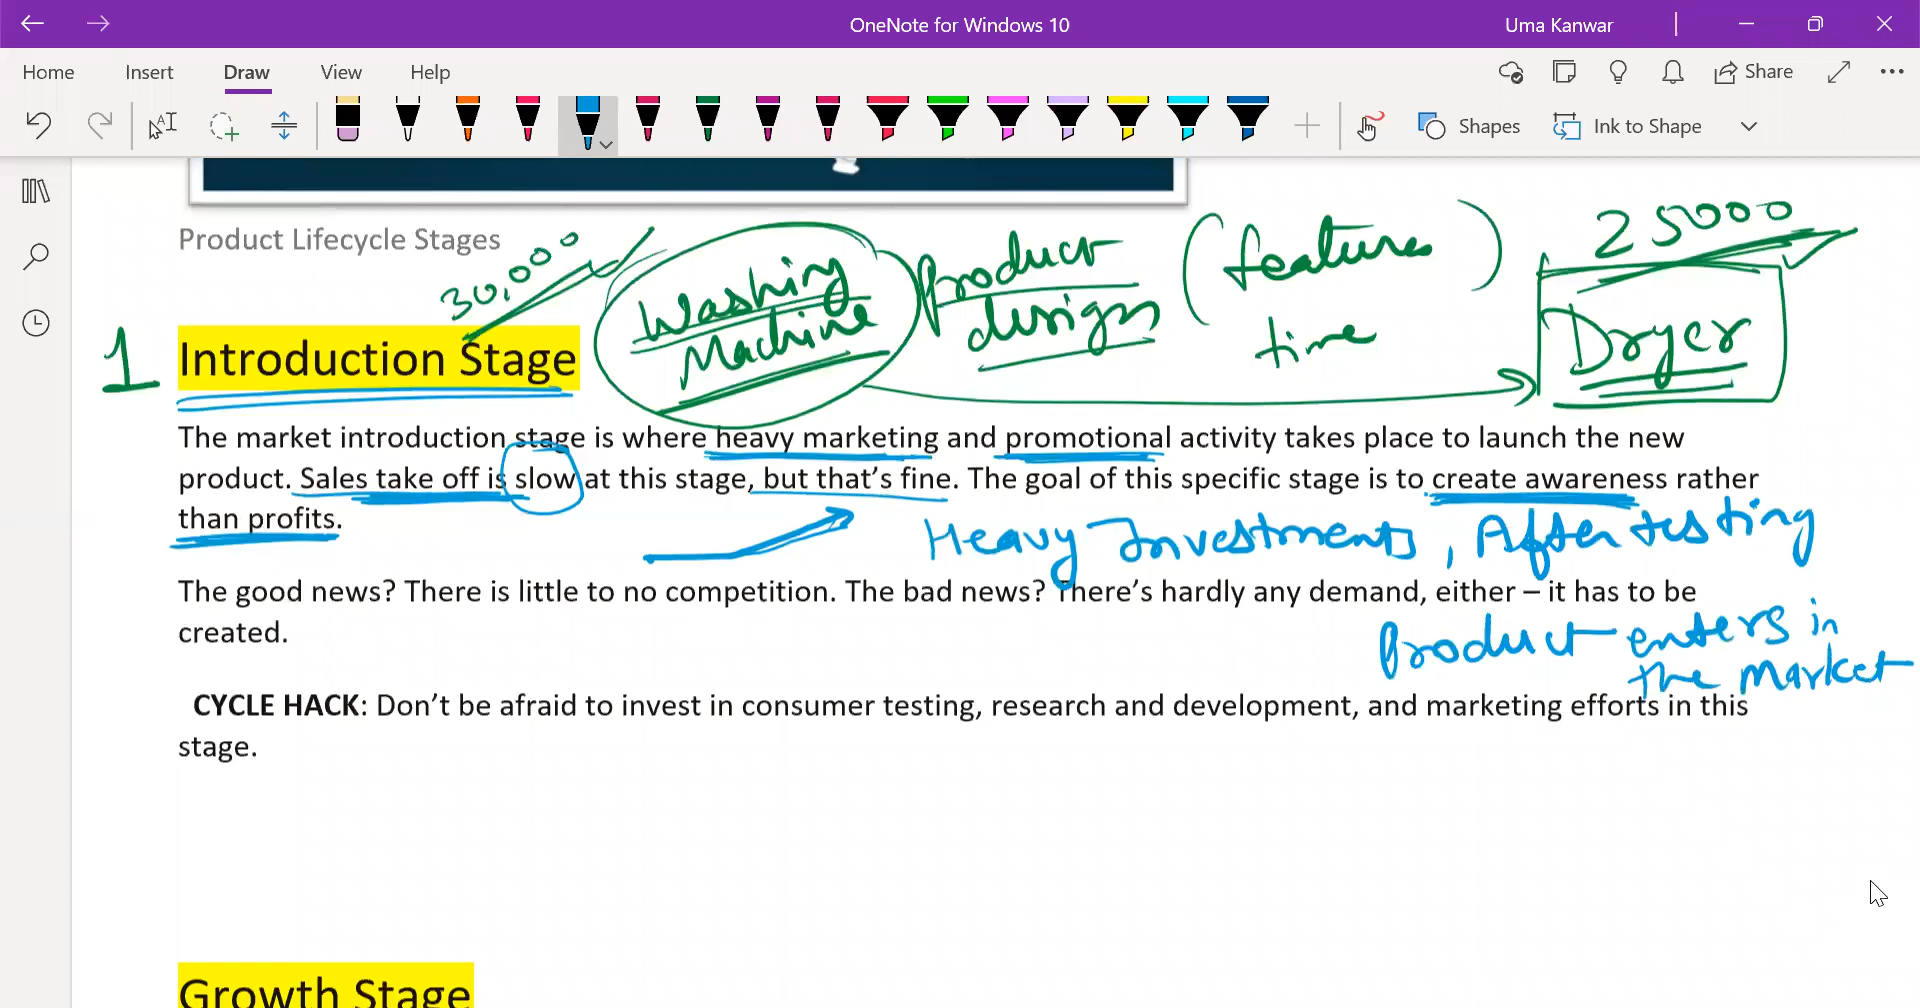 OneNote for Windows 10
Uma Kanwar
Home Insert Draw View Help
Share
Shapes Ink to Shape
Product Lifecycle Stages
30,000
Washing
Machine
Product
design
(features)
time
25000
Dryer
1
Introduction Stage
The market introduction stage is where heavy marketing and promotional activity takes place to launch the new
product. Sales take off is slow at this stage, but that's fine. The goal of this specific stage is to create awareness rather
than profits.
Heavy Investments, After testing
The good news? There is little to no competition. The bad news? There's hardly any demand, either – it has to be
created.
Product enters in
the market
CYCLE HACK: Don't be afraid to invest in consumer testing, research and development, and marketing efforts in this
stage.
Growth Stage